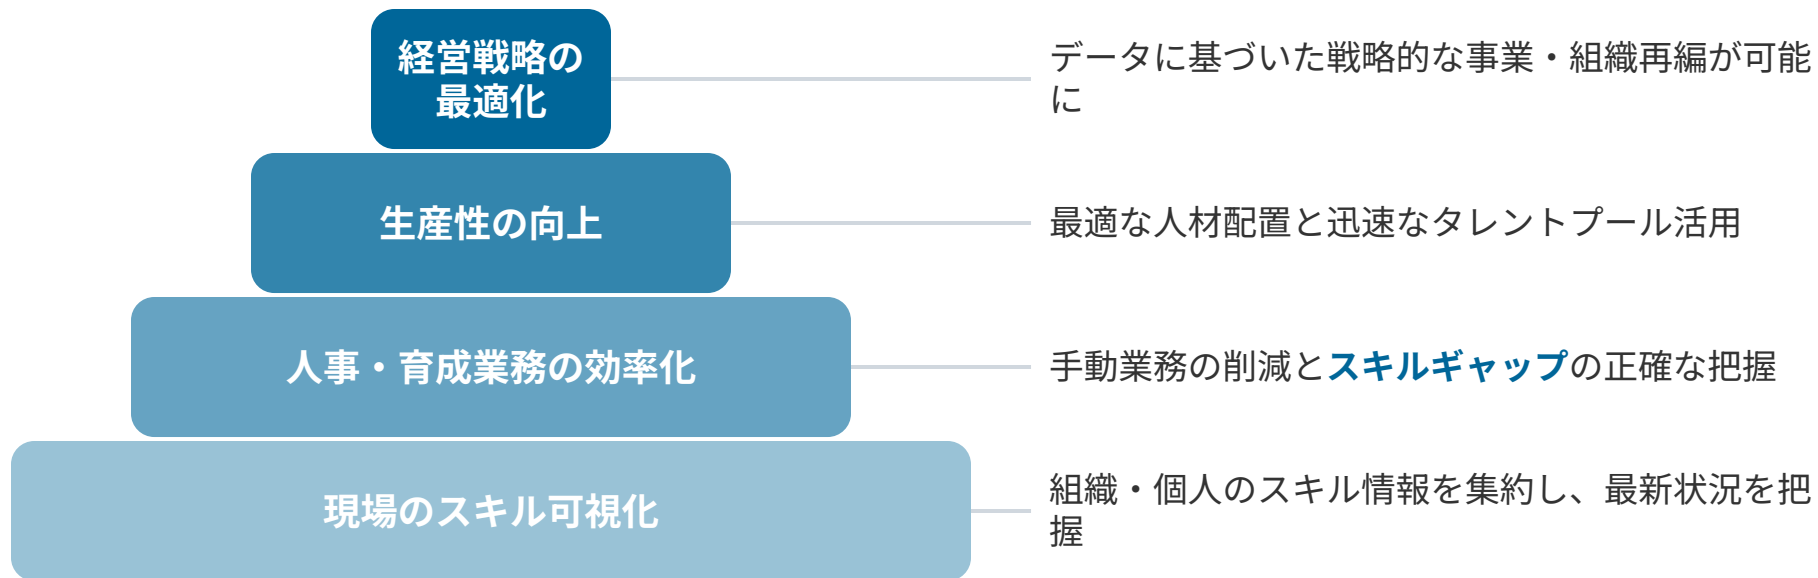 経営戦略の
最適化
データに基づいた戦略的な事業・組織再編が可能
に
生産性の向上
最適な人材配置と迅速なタレントプール活用
人事・育成業務の効率化
手動業務の削減とスキルギャップの正確な把握
現場のスキル可視化
組織・個人のスキル情報を集約し、最新状況を把
握